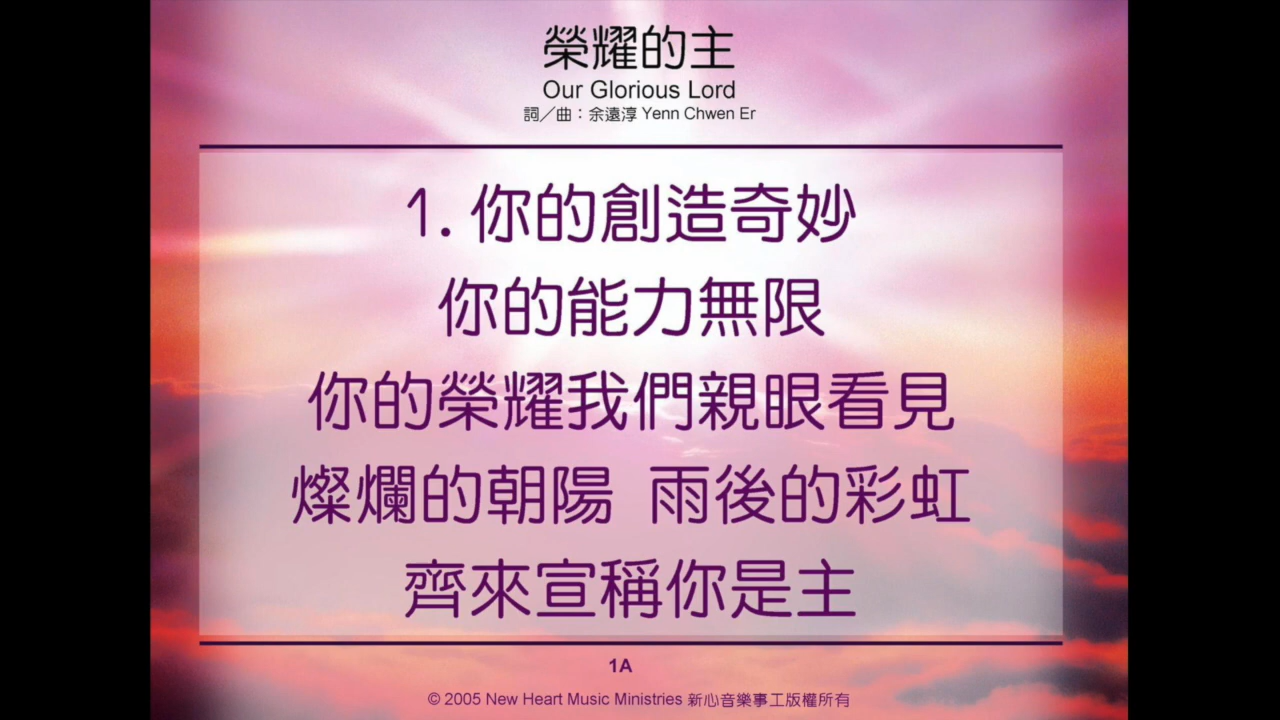 榮耀的主
Our Glorious Lord
詞／曲：余遠淳 Yenn Chwen Er
1. 你的創造奇妙
你的能力無限
你的榮耀我們親眼看見
燦爛的朝陽 雨後的彩虹
齊來宣稱你是主
1A
© 2005 New Heart Music Ministries 新心音樂事工版權所有